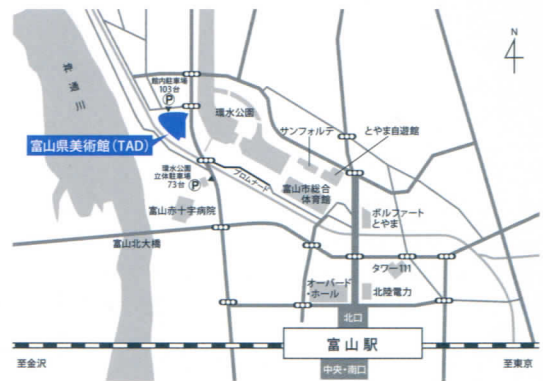 N
館内駐車場
103台
P
神通川
環水公園
サンフォルテ
とやま自遊館
富山県美術館(TAD)
環水公園
立体駐車場
73台
P
プロムナード
富山市総合
体育館
富山赤十字病院
ボルファート
とやま
富山北大橋
タワー111
オーバード
・ホール
北陸電力
北口
富山駅
至金沢
中央・南口
至東京